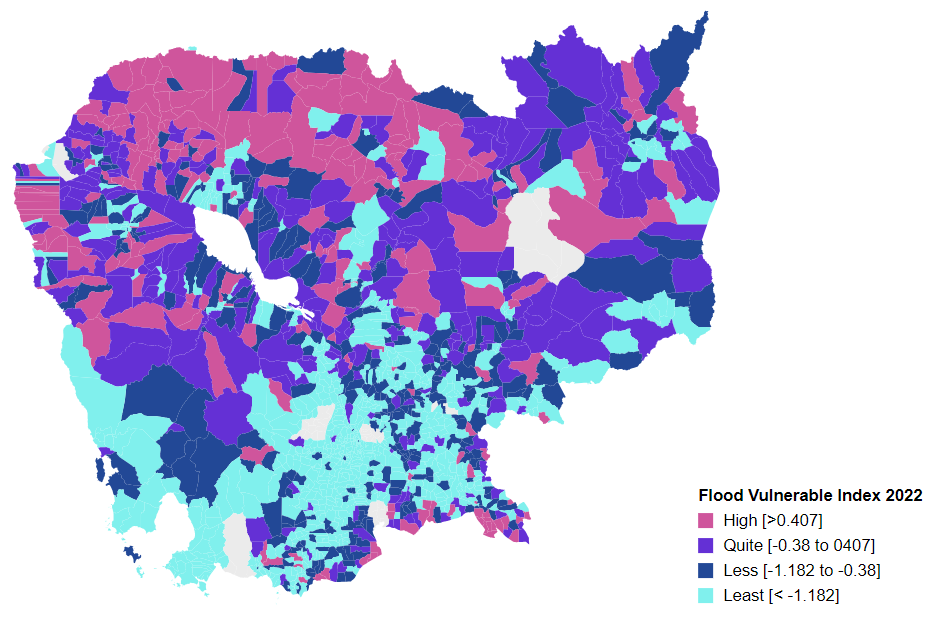 Flood Vulnerable Index 2022
High [>0.407]
Quite [-0.38 to 0407]
Less [-1.182 to -0.38]
Least [< -1.182]